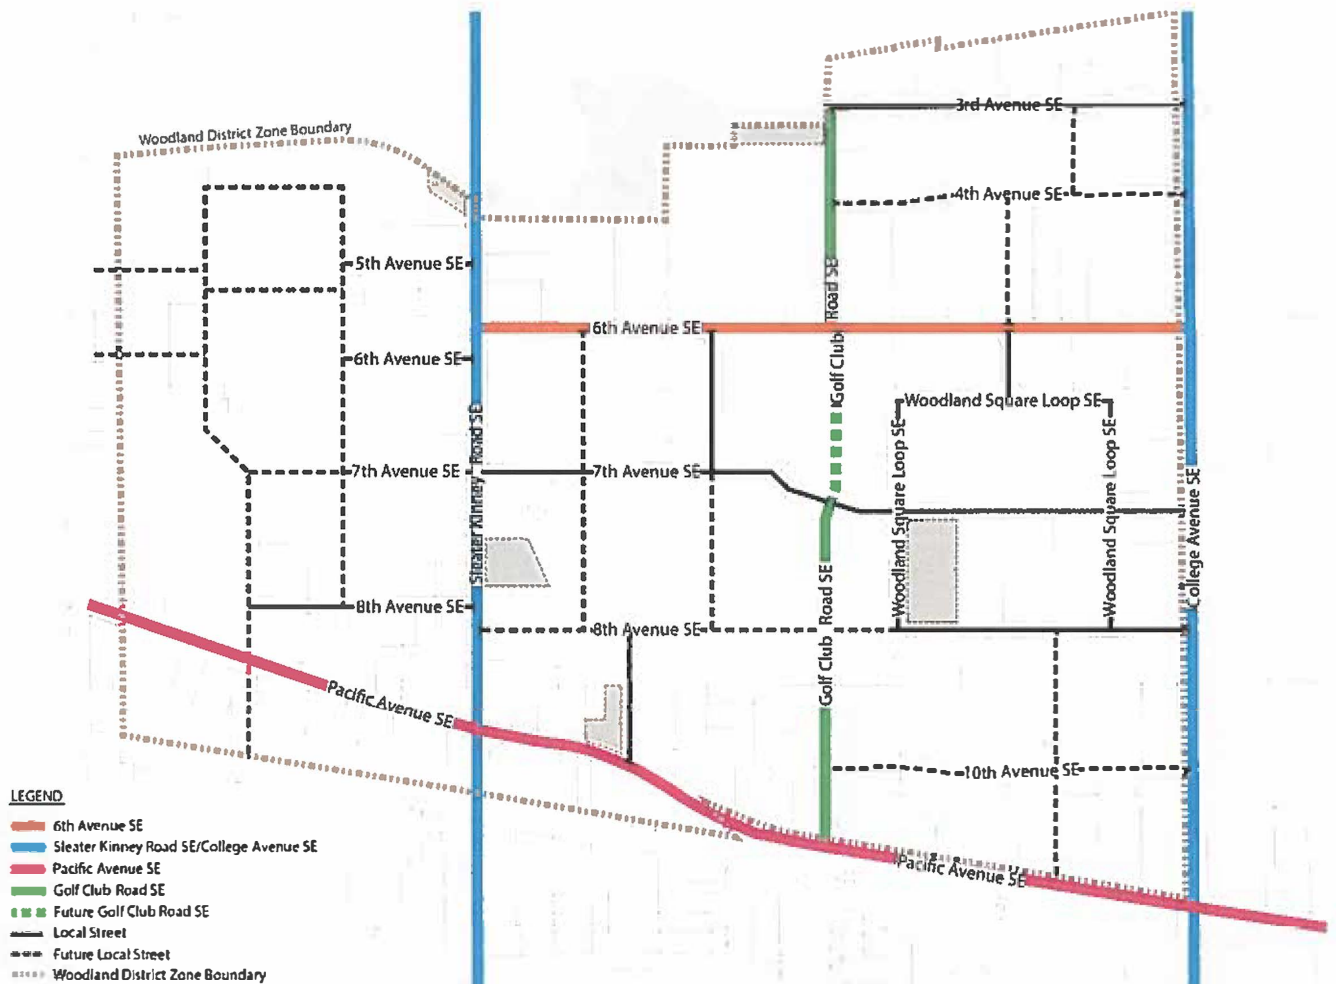 3rd Avenue SE
Woodland District Zone Boundary
4th Avenue SE
5th Avenue SE
Road SE
6th Avenue SE
6th Avenue SE
Golf Club
Woodland Square Loop SE
Sleater Kinney Road SE
Woodland Square Loop SE
Woodland Square Loop SE
7th Avenue SE
7th Avenue SE
College Avenue SE
8th Avenue SE
8th Avenue SE
Golf Club Road SE
Pacific Avenue SE
10th Avenue SE
Pacific Avenue SE
LEGEND
6th Avenue SE
Sleater Kinney Road SE/College Avenue SE
Pacific Avenue SE
Golf Club Road SE
Future Golf Club Road SE
Local Street
Future Local Street
Woodland District Zone Boundary